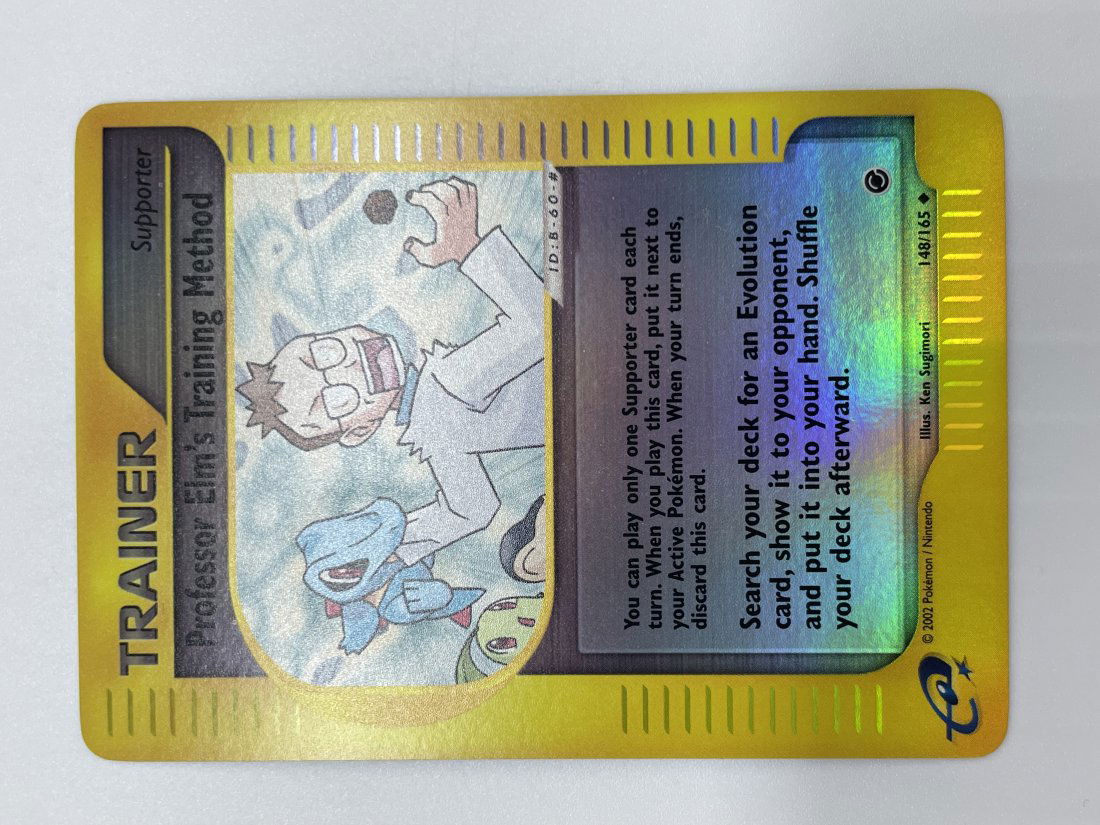 TRAINER
Supporter
Professor Elm's Training Method
ID:B-60-#
You can play only one Supporter card each
turn. When you play this card, put it next to
your Active Pokémon. When your turn ends,
discard this card.
Search your deck for an Evolution
card, show it to your opponent,
and put it into your hand. Shuffle
your deck afterward.
Illus. Ken Sugimori 148/165
© 2002 Pokémon / Nintendo
e